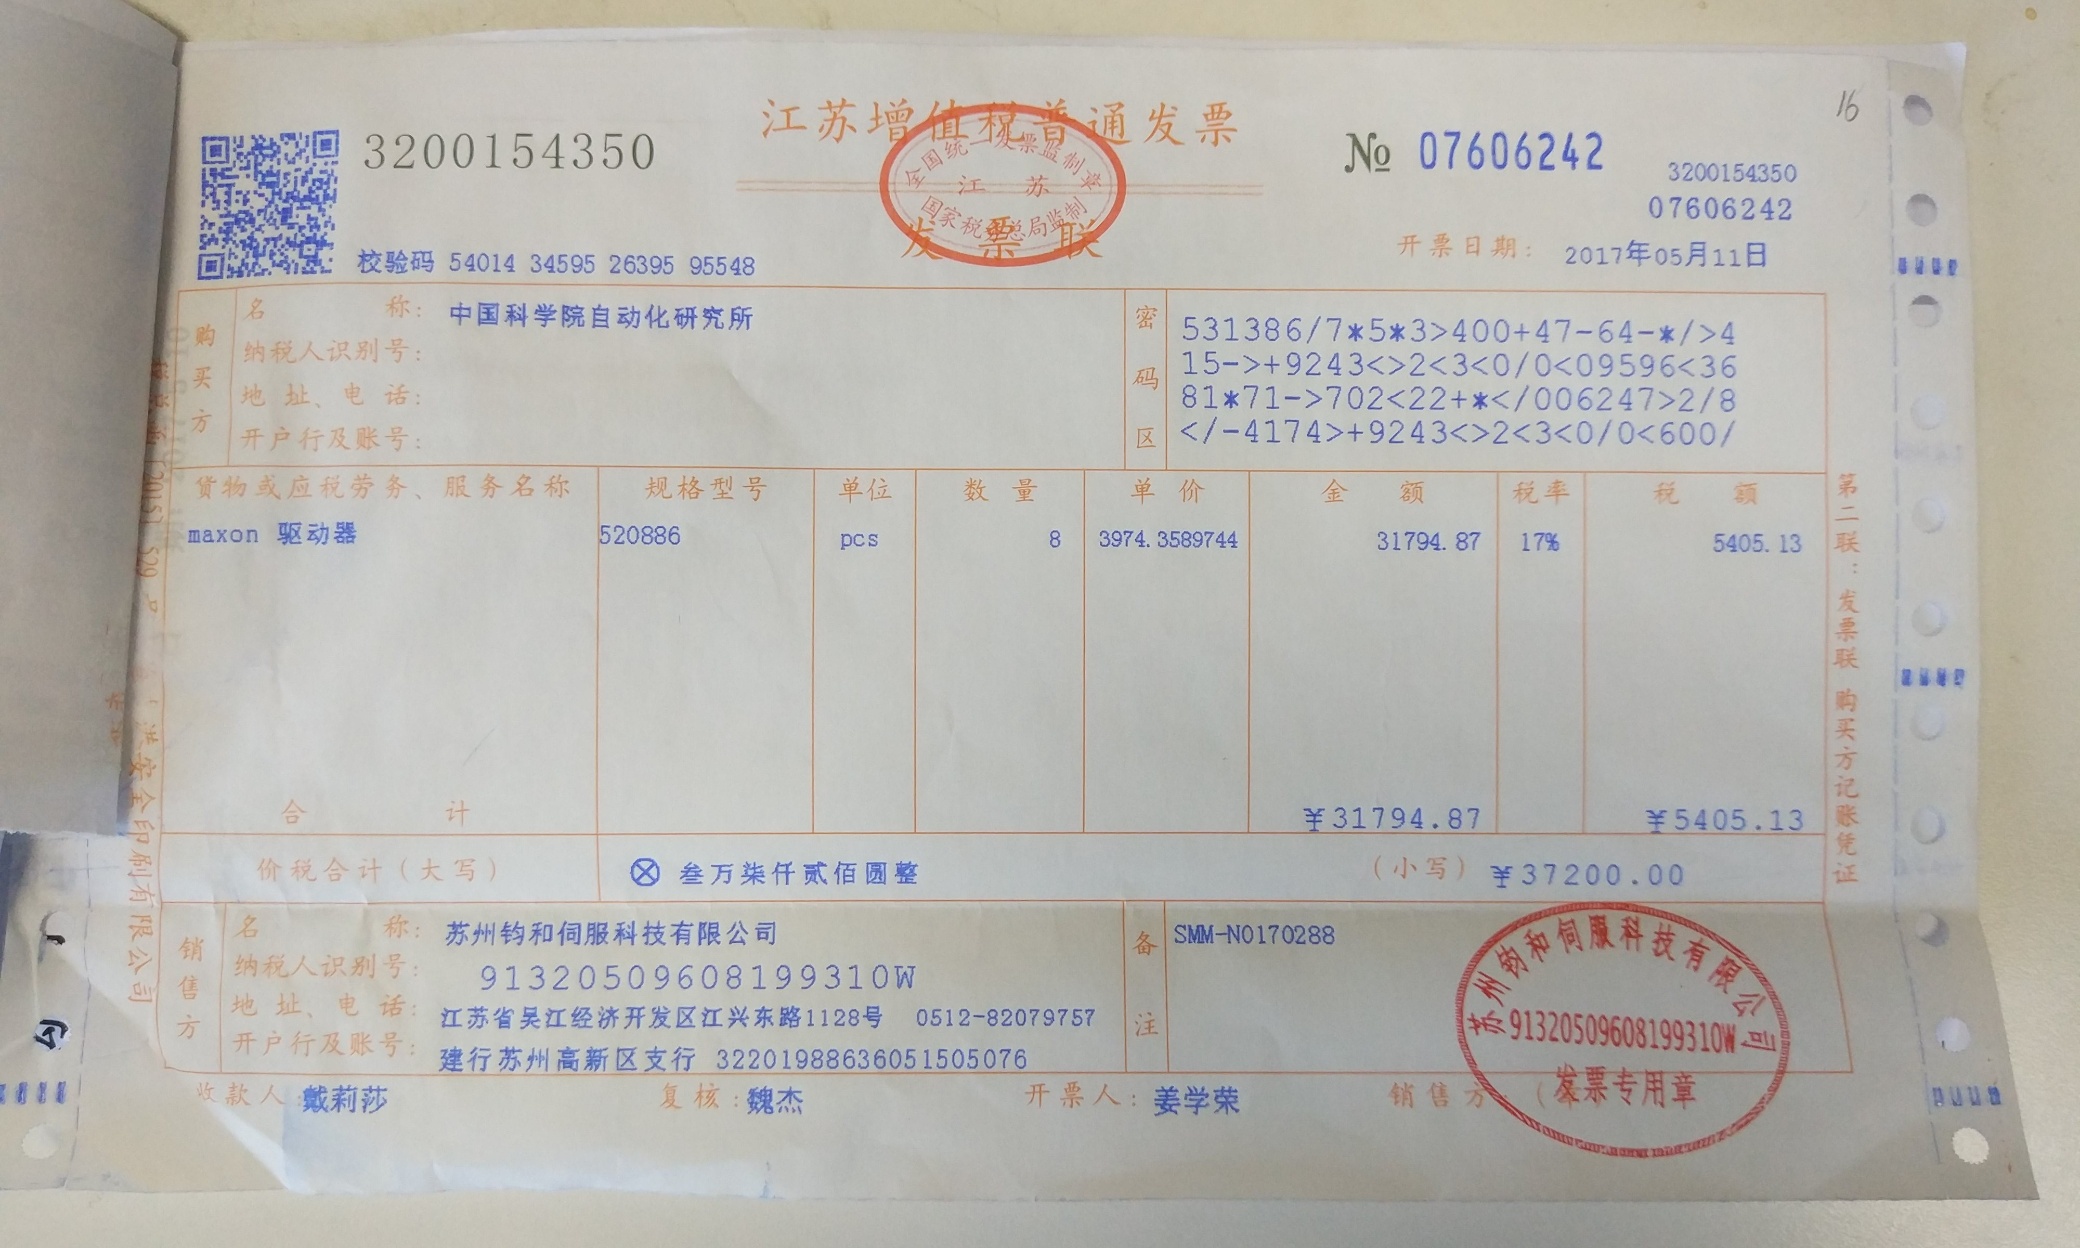 江苏增值税普通发票
全国统一发票监制章
江 苏
国家税务总局监制
发票联
3200154350
№ 07606242
3200154350
07606242
16
校验码 54014 34595 26395 95548
开票日期: 2017年05月11日
购买方
名 称: 中国科学院自动化研究所
纳税人识别号:
地 址、电 话:
开户行及账号:
密码区
531386/7*5*3>400+47-64-*/>4
15->+9243<>2<3<0/0<09596<36
81*71->702<22+*</006247>2/8
</-4174>+9243<>2<3<0/0<600/
货物或应税劳务、服务名称 规格型号 单位 数 量 单 价 金 额 税率 税 额
maxon 驱动器 520886 pcs 8 3974.3589744 31794.87 17% 5405.13
合 计 ¥31794.87 ¥5405.13
价税合计(大写) ⊗ 叁万柒仟贰佰圆整 (小写) ¥37200.00
销售方
名 称: 苏州钧和伺服科技有限公司
纳税人识别号: 91320509608199310W
地 址、电 话: 江苏省吴江经济开发区江兴东路1128号 0512-82079757
开户行及账号: 建行苏州高新区支行 32201988636051505076
备注
SMM-N0170288
苏州钧和伺服科技有限公司
91320509608199310W
发票专用章
收款人: 戴莉莎 复核: 魏杰 开票人: 姜学荣 销售方:(
第二联:发票联 购买方记账凭证
安全印刷有限公司